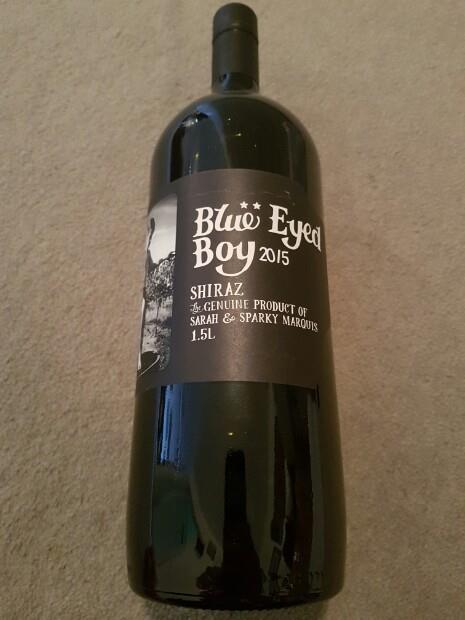 Blue Eyed
Boy 2015
SHIRAZ
The GENUINE PRODUCT OF
SARAH & SPARKY MARQUIS
1.5L